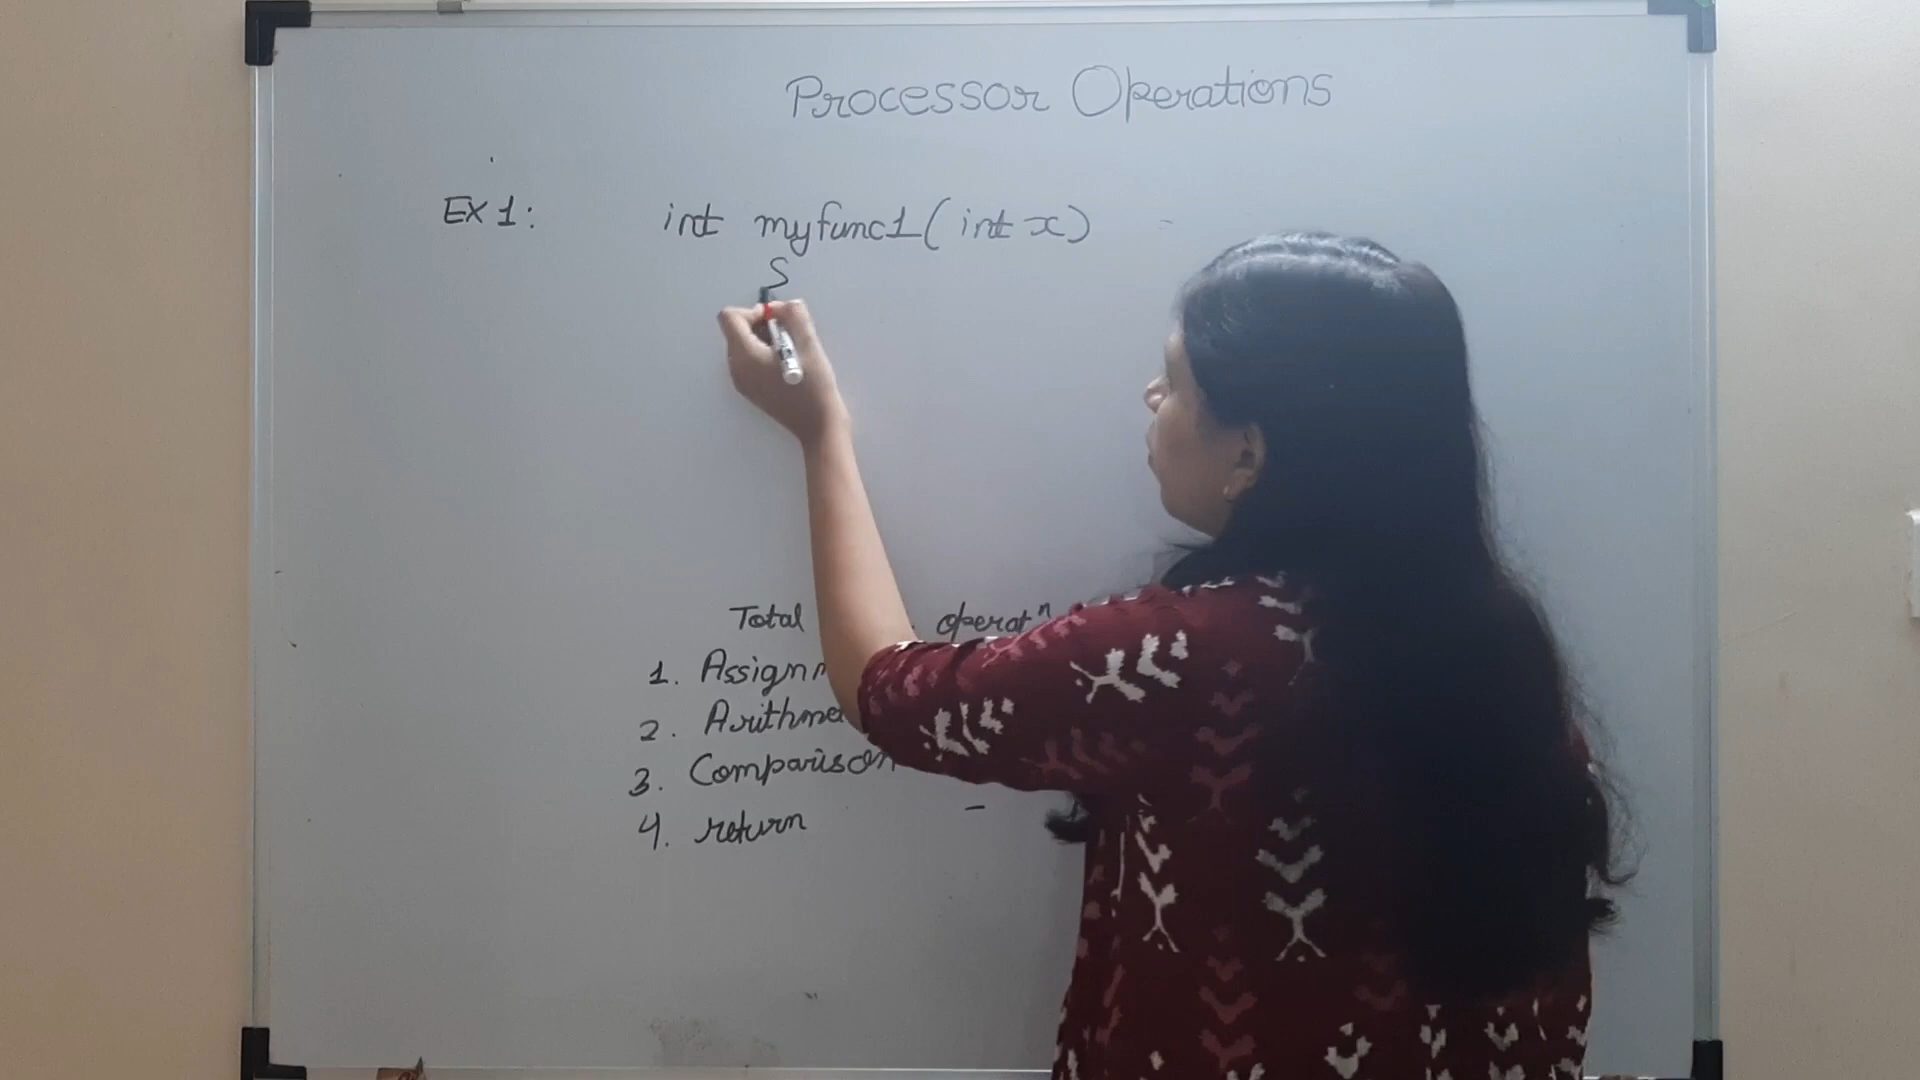 Processor Operations
EX 1: int myfunc1(int x)
Total operatⁿ
1. Assignm
2. Arithme
3. Comparison
4. return